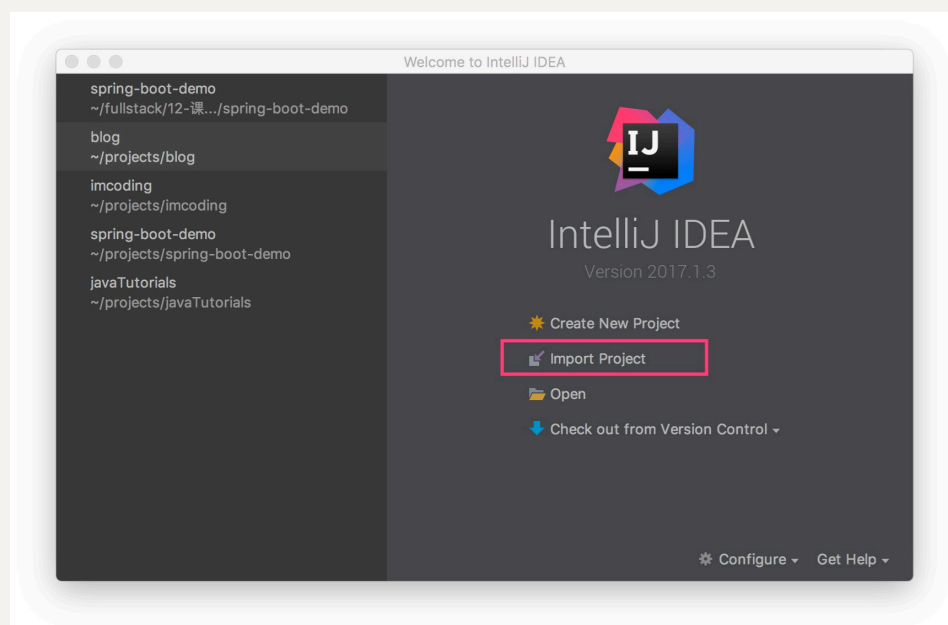 Welcome to IntelliJ IDEA
spring-boot-demo
~/fullstack/12-课.../spring-boot-demo
blog
~/projects/blog
imcoding
~/projects/imcoding
spring-boot-demo
~/projects/spring-boot-demo
javaTutorials
~/projects/javaTutorials
IJ
IntelliJ IDEA
Version 2017.1.3
Create New Project
Import Project
Open
Check out from Version Control
Configure
Get Help